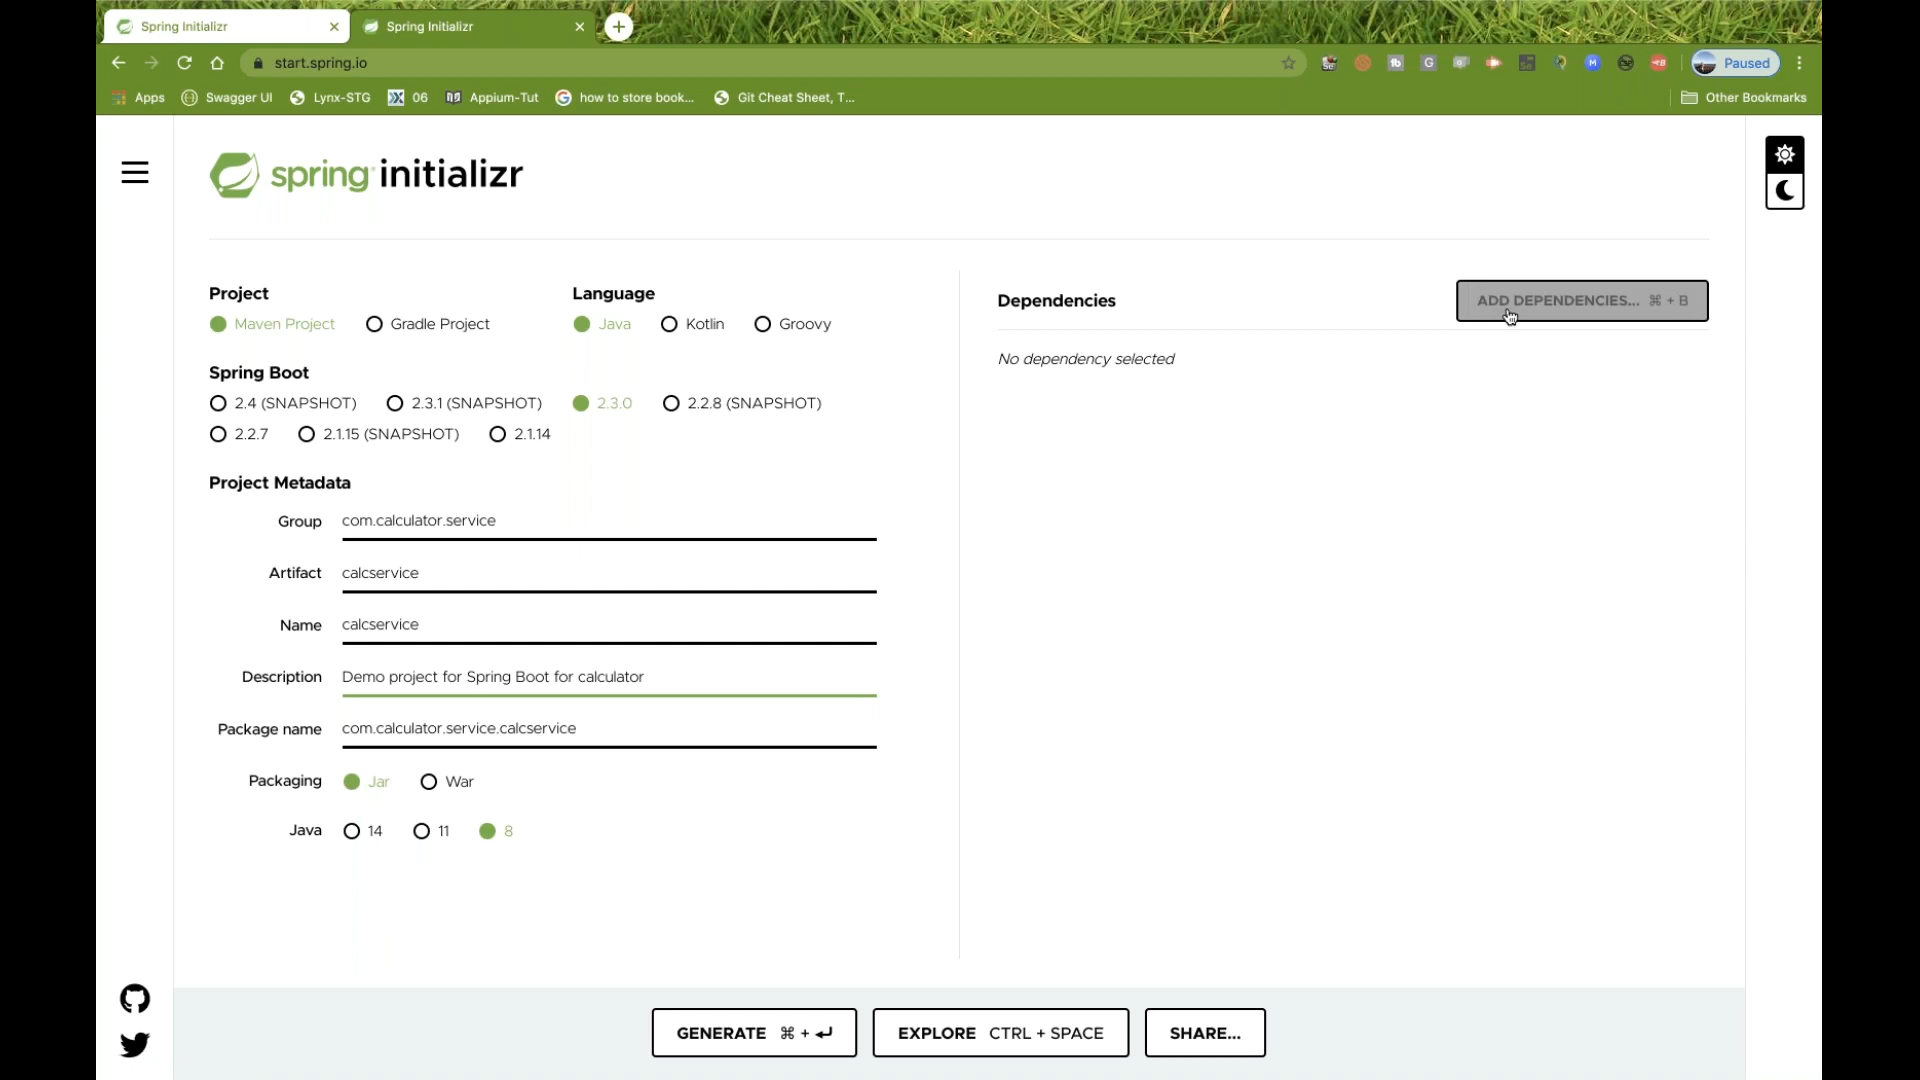 Spring Initializr
Spring Initializr
start.spring.io
Paused
Apps
Swagger UI
Lynx-STG
06
Appium-Tut
how to store book...
Git Cheat Sheet, T...
Other Bookmarks
spring initializr
Project
Maven Project
Gradle Project
Language
Java
Kotlin
Groovy
Spring Boot
2.4 (SNAPSHOT)
2.3.1 (SNAPSHOT)
2.3.0
2.2.8 (SNAPSHOT)
2.2.7
2.1.15 (SNAPSHOT)
2.1.14
Project Metadata
Group com.calculator.service
Artifact calcservice
Name calcservice
Description Demo project for Spring Boot for calculator
Package name com.calculator.service.calcservice
Packaging Jar War
Java 14 11 8
Dependencies
ADD DEPENDENCIES... ⌘ + B
No dependency selected
GENERATE ⌘ + ↵
EXPLORE CTRL + SPACE
SHARE...